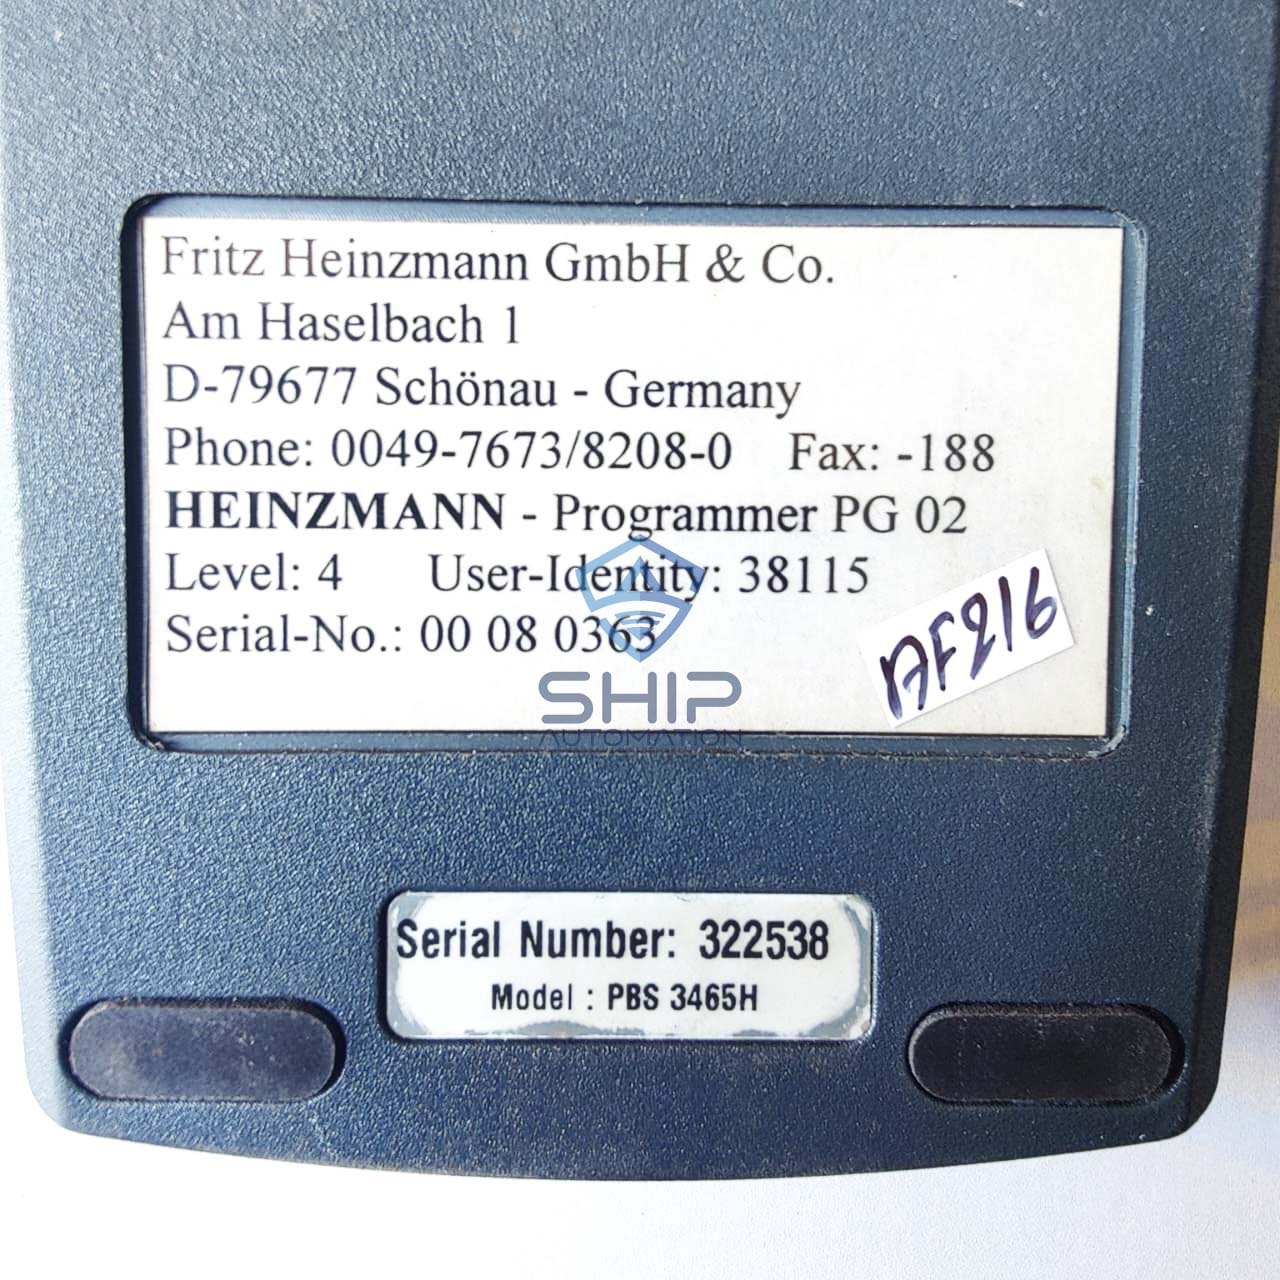 Fritz Heinzmann GmbH & Co.
Am Haselbach 1
D-79677 Schönau - Germany
Phone: 0049-7673/8208-0 Fax: -188
HEINZMANN - Programmer PG 02
Level: 4 User-Identity: 38115
Serial-No.: 00 08 0363
AF216
SHIP
AUTOMATION
Serial Number: 322538
Model : PBS 3465H